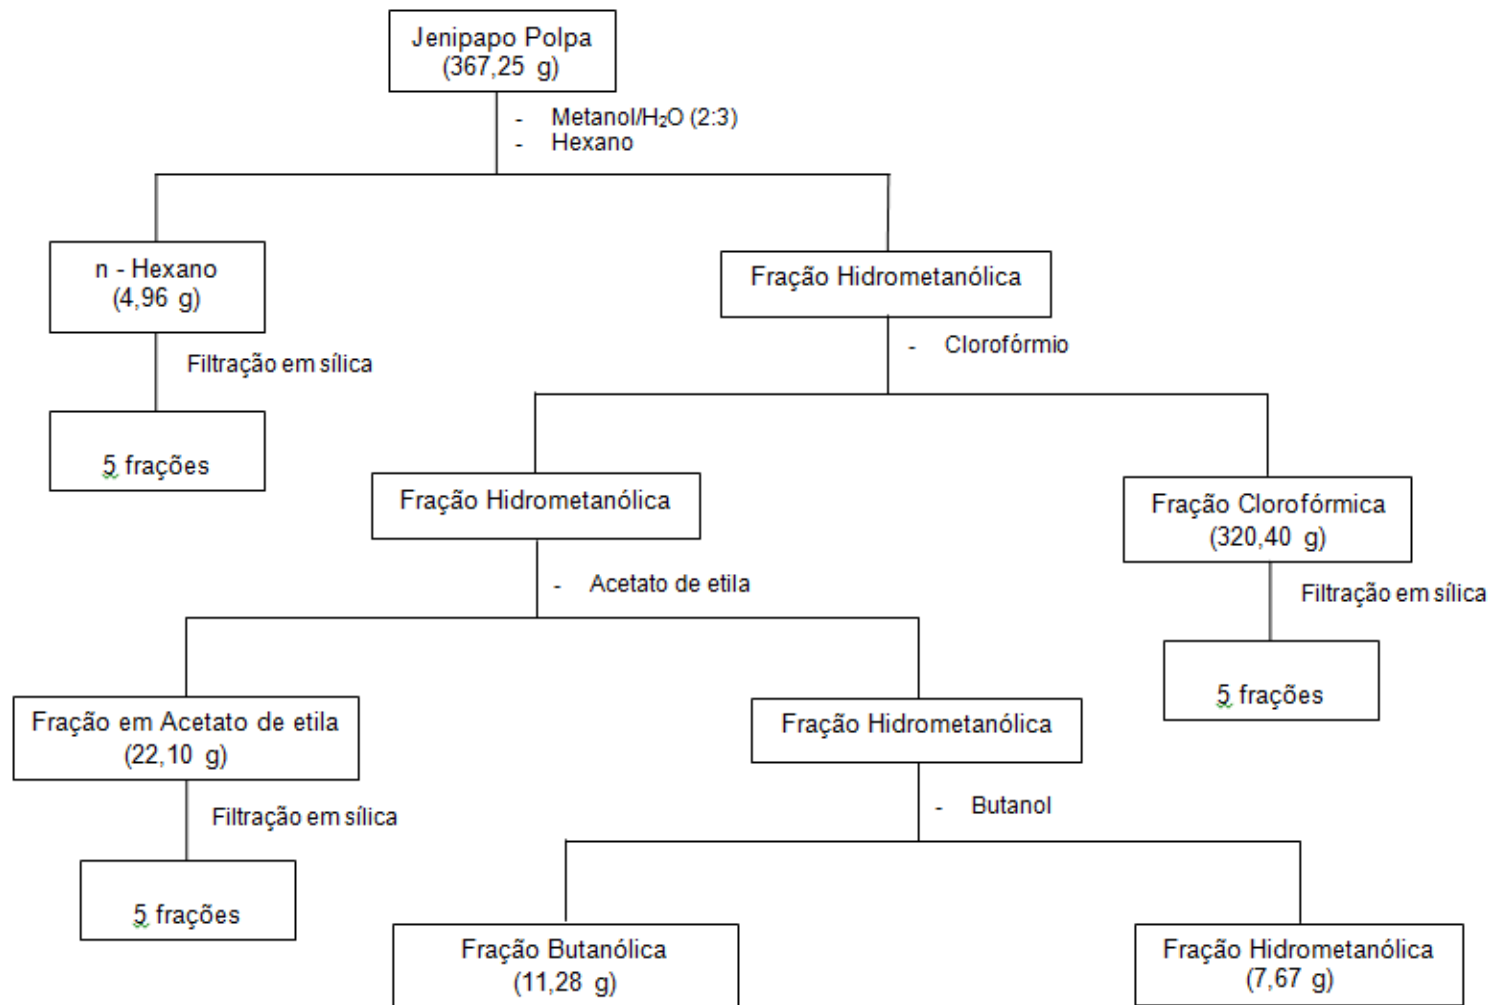 Jenipapo Polpa
(367,25 g)
- Metanol/H₂O (2:3)
- Hexano
n - Hexano
(4,96 g)
Fração Hidrometanólica
Filtração em sílica
- Clorofórmio
5 frações
Fração Hidrometanólica
Fração Clorofórmica
(320,40 g)
- Acetato de etila
Filtração em sílica
5 frações
Fração em Acetato de etila
(22,10 g)
Fração Hidrometanólica
Filtração em sílica
- Butanol
5 frações
Fração Butanólica
(11,28 g)
Fração Hidrometanólica
(7,67 g)